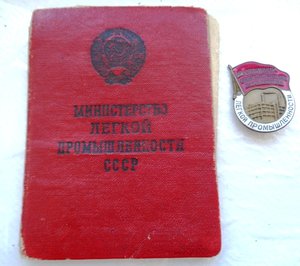 МИНИСТЕРСТВО
ЛЕГКОЙ
ПРОМЫШЛЕННОСТИ
СССР
ЛЕГКОЙ ПРОМЫШЛЕННОСТИ